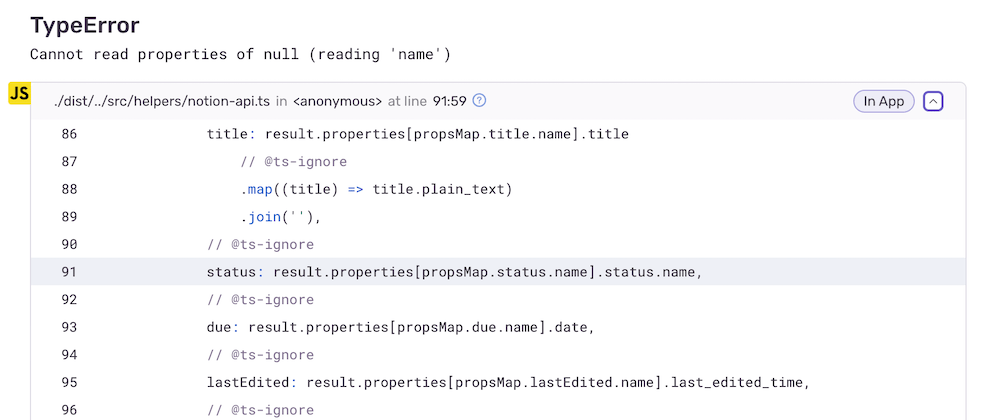 TypeError
Cannot read properties of null (reading 'name')
JS
./dist/../src/helpers/notion-api.ts in <anonymous> at line 91:59 ?
In App
86 title: result.properties[propsMap.title.name].title
87 // @ts-ignore
88 .map((title) => title.plain_text)
89 .join(''),
90 // @ts-ignore
91 status: result.properties[propsMap.status.name].status.name,
92 // @ts-ignore
93 due: result.properties[propsMap.due.name].date,
94 // @ts-ignore
95 lastEdited: result.properties[propsMap.lastEdited.name].last_edited_time,
96 // @ts-ignore